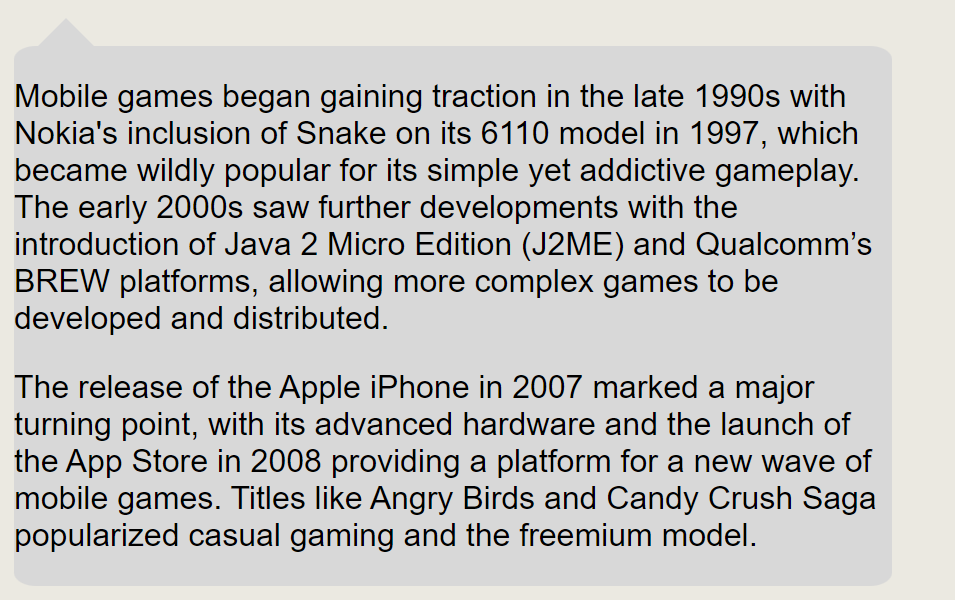 Mobile games began gaining traction in the late 1990s with
Nokia's inclusion of Snake on its 6110 model in 1997, which
became wildly popular for its simple yet addictive gameplay.
The early 2000s saw further developments with the
introduction of Java 2 Micro Edition (J2ME) and Qualcomm’s
BREW platforms, allowing more complex games to be
developed and distributed.
The release of the Apple iPhone in 2007 marked a major
turning point, with its advanced hardware and the launch of
the App Store in 2008 providing a platform for a new wave of
mobile games. Titles like Angry Birds and Candy Crush Saga
popularized casual gaming and the freemium model.